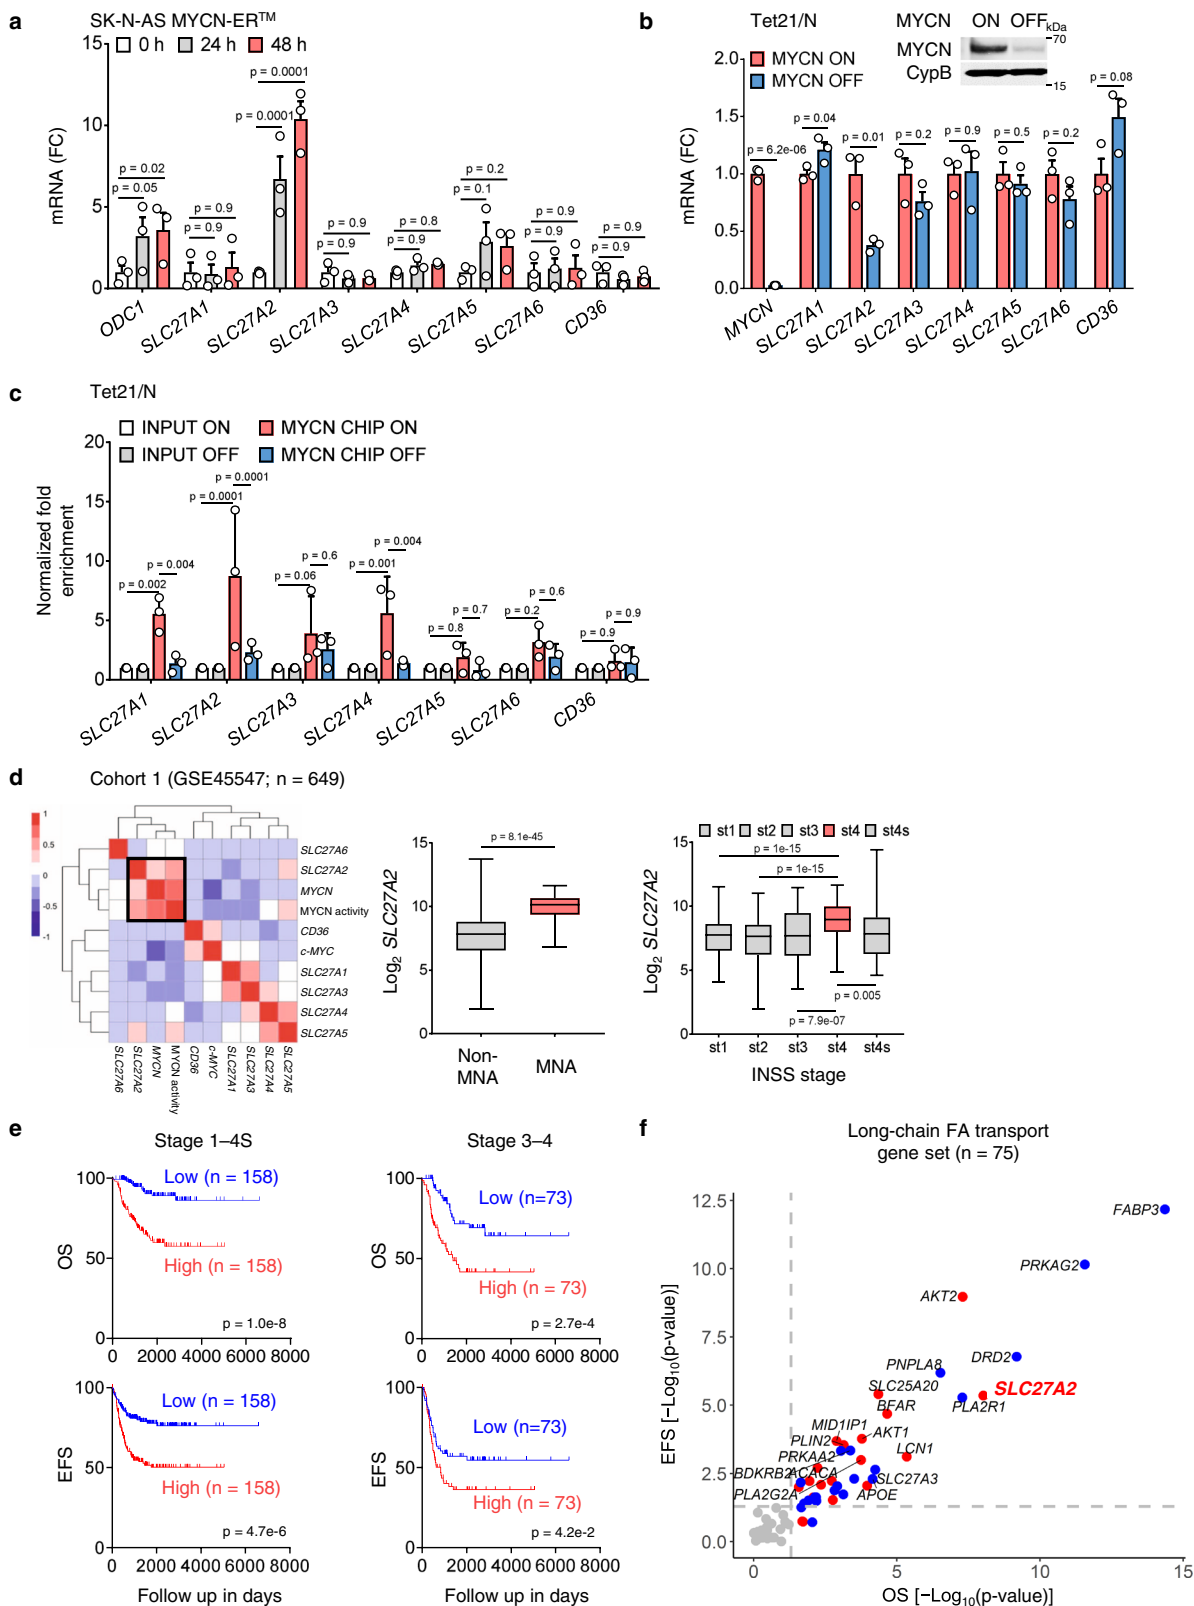 a
SK-N-AS MYCN-ER™
0 h 24 h 48 h
mRNA (FC)
15
10
5
0
p = 0.0001
p = 0.0001
p = 0.02
p = 0.05
p = 0.9
p = 0.9
p = 0.9
p = 0.9
p = 0.8
p = 0.9
p = 0.2
p = 0.1
p = 0.9
p = 0.9
p = 0.9
p = 0.9
ODC1 SLC27A1 SLC27A2 SLC27A3 SLC27A4 SLC27A5 SLC27A6 CD36
b
Tet21/N
MYCN ON OFF
kDa
MYCN
70
CypB
15
MYCN ON
MYCN OFF
mRNA (FC)
2.0
1.5
1.0
0.5
0.0
p = 6.2e-06
p = 0.04
p = 0.01
p = 0.2
p = 0.9
p = 0.5
p = 0.2
p = 0.08
MYCN SLC27A1 SLC27A2 SLC27A3 SLC27A4 SLC27A5 SLC27A6 CD36
c
Tet21/N
INPUT ON MYCN CHIP ON
INPUT OFF MYCN CHIP OFF
Normalized fold
enrichment
20
15
10
5
0
p = 0.004
p = 0.002
p = 0.0001
p = 0.0001
p = 0.6
p = 0.06
p = 0.004
p = 0.001
p = 0.7
p = 0.8
p = 0.6
p = 0.2
p = 0.9
p = 0.9
SLC27A1 SLC27A2 SLC27A3 SLC27A4 SLC27A5 SLC27A6 CD36
d
Cohort 1 (GSE45547; n = 649)
1
0.5
0
-0.5
-1
SLC27A6
SLC27A2
MYCN
MYCN activity
CD36
c-MYC
SLC27A1
SLC27A3
SLC27A4
SLC27A5
SLC27A6 SLC27A2 MYCN MYCN activity CD36 c-MYC SLC27A1 SLC27A3 SLC27A4 SLC27A5
Log2 SLC27A2
15
10
5
0
p = 8.1e-45
Non-
MNA
MNA
st1 st2 st3 st4 st4s
Log2 SLC27A2
15
10
5
0
p = 1e-15
p = 1e-15
p = 0.005
p = 7.9e-07
st1 st2 st3 st4 st4s
INSS stage
e
Stage 1–4S
OS
100
50
0
Low (n = 158)
High (n = 158)
p = 1.0e-8
0 2000 4000 6000 8000
Stage 3–4
OS
100
50
0
Low (n=73)
High (n = 73)
p = 2.7e-4
0 2000 4000 6000 8000
EFS
100
50
0
Low (n = 158)
High (n = 158)
p = 4.7e-6
0 2000 4000 6000 8000
Follow up in days
EFS
100
50
0
Low (n=73)
High (n = 73)
p = 4.2e-2
0 2000 4000 6000 8000
Follow up in days
f
Long-chain FA transport
gene set (n = 75)
EFS [−Log10(p-value)]
12.5
10.0
7.5
5.0
2.5
0.0
FABP3
PRKAG2
AKT2
DRD2
PNPLA8
SLC27A2
SLC25A20
PLA2R1
BFAR
MID1IP1
AKT1
PLIN2
LCN1
PRKAA2
BDKRB2
ACACA
SLC27A3
PLA2G2A
APOE
0 5 10 15
OS [−Log10(p-value)]